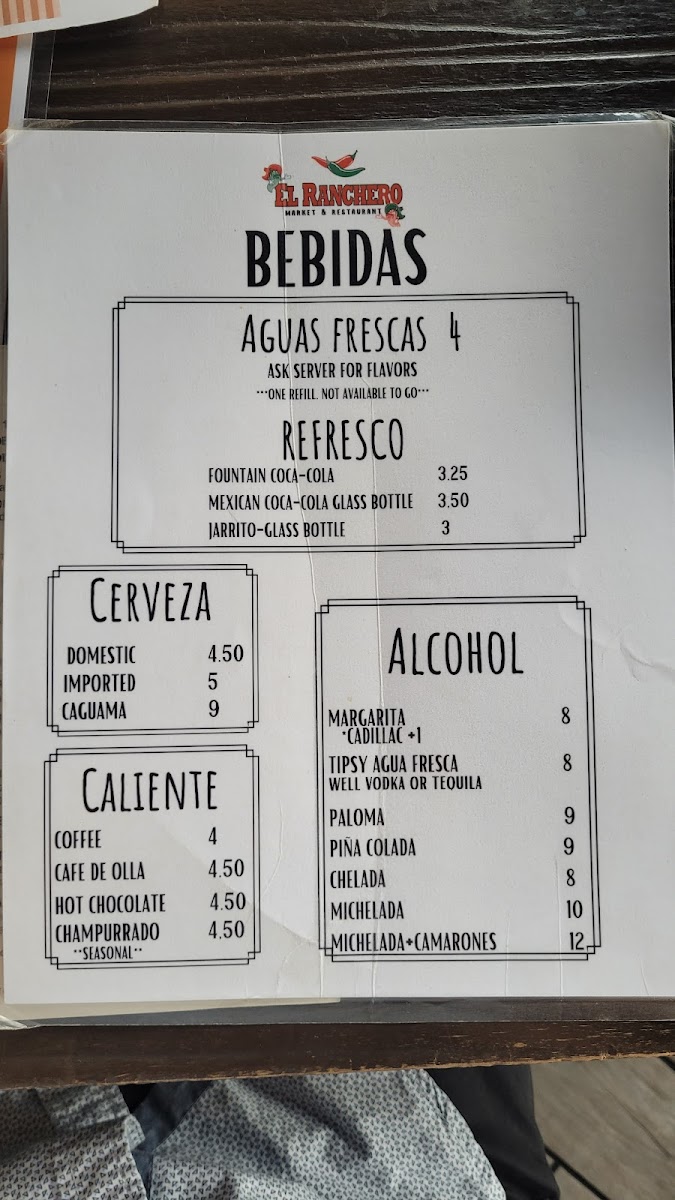 EL RANCHERO
MARKET & RESTAURANT
BEBIDAS
AGUAS FRESCAS 4
ASK SERVER FOR FLAVORS
***ONE REFILL. NOT AVAILABLE TO GO***
REFRESCO
FOUNTAIN COCA-COLA 3.25
MEXICAN COCA-COLA GLASS BOTTLE 3.50
JARRITO-GLASS BOTTLE 3
CERVEZA
DOMESTIC 4.50
IMPORTED 5
CAGUAMA 9
CALIENTE
COFFEE 4
CAFE DE OLLA 4.50
HOT CHOCOLATE 4.50
CHAMPURRADO 4.50
**SEASONAL**
ALCOHOL
MARGARITA 8
*CADILLAC +1
TIPSY AGUA FRESCA 8
WELL VODKA OR TEQUILA
PALOMA 9
PIÑA COLADA 9
CHELADA 8
MICHELADA 10
MICHELADA+CAMARONES 12